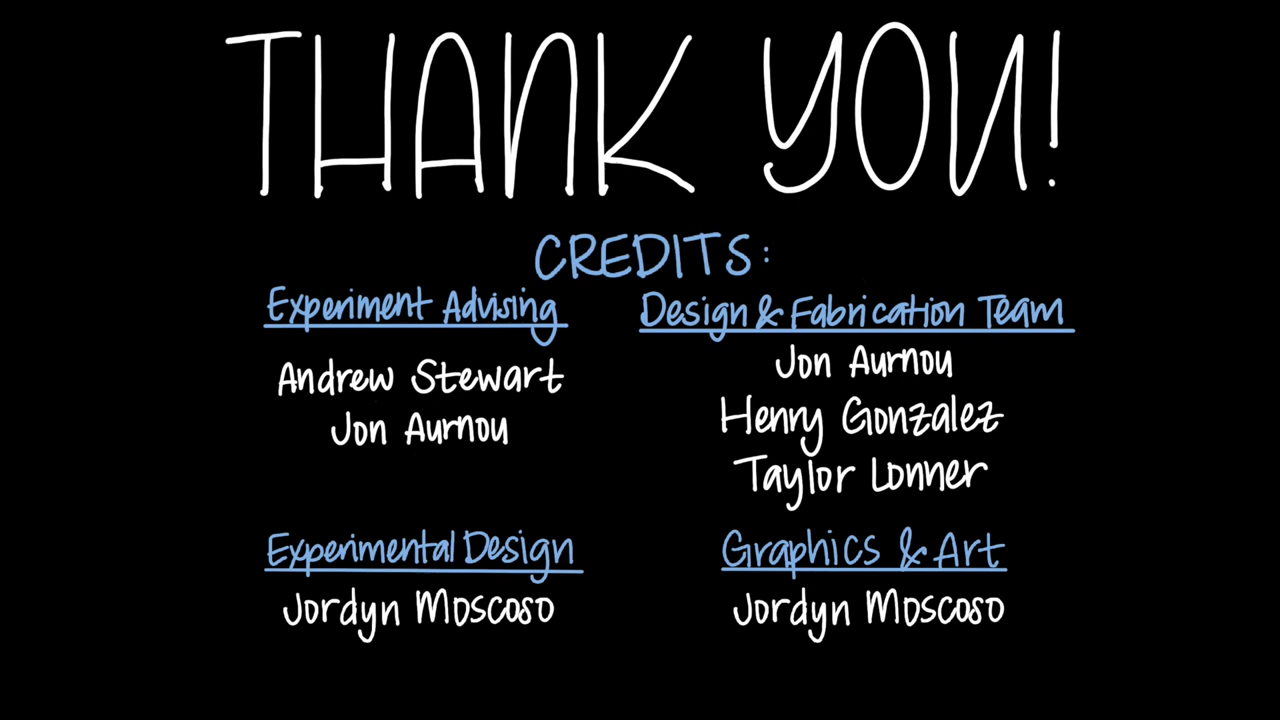 THANK YOU!
CREDITS:
Experiment Advising
Andrew Stewart
Jon Aurnou
Design & Fabrication Team
Jon Aurnou
Henry Gonzalez
Taylor Lonner
Experimental Design
Jordyn Moscoso
Graphics & Art
Jordyn Moscoso